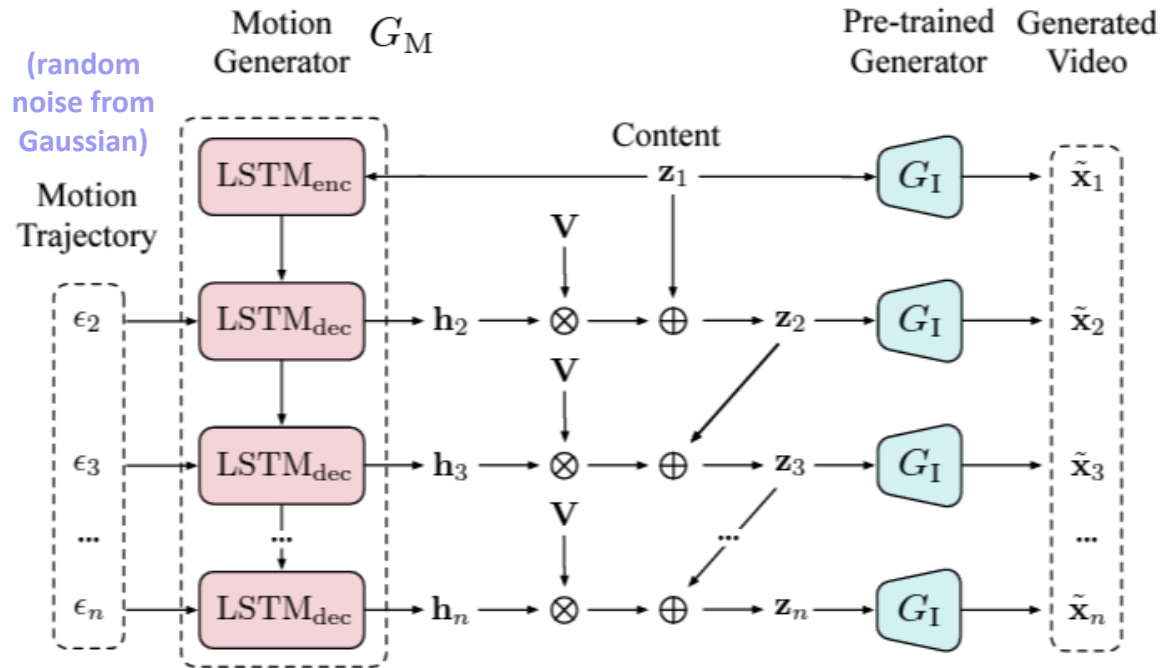 Motion
Generator
G_M
Pre-trained
Generator
Generated
Video
(random
noise from
Gaussian)
Motion
Trajectory
Content
LSTM_enc
z_1
G_I
x̃_1
V
ϵ_2
LSTM_dec
h_2
⊗
⊕
z_2
G_I
x̃_2
V
ϵ_3
LSTM_dec
h_3
⊗
⊕
z_3
G_I
x̃_3
V
...
...
...
...
ϵ_n
LSTM_dec
h_n
⊗
⊕
z_n
G_I
x̃_n